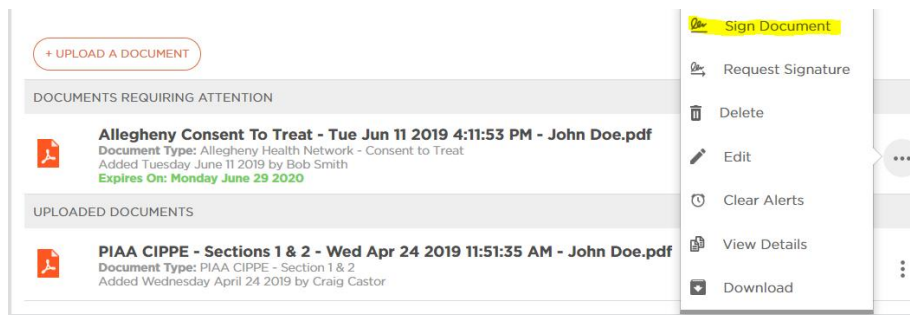 Sign Document
+ UPLOAD A DOCUMENT
Request Signature
DOCUMENTS REQUIRING ATTENTION
Delete
Allegheny Consent To Treat - Tue Jun 11 2019 4:11:53 PM - John Doe.pdf
Document Type: Allegheny Health Network - Consent to Treat
Added Tuesday June 11 2019 by Bob Smith
Expires On: Monday June 29 2020
Edit
Clear Alerts
UPLOADED DOCUMENTS
PIAA CIPPE - Sections 1 & 2 - Wed Apr 24 2019 11:51:35 AM - John Doe.pdf
Document Type: PIAA CIPPE - Section 1 & 2
Added Wednesday April 24 2019 by Craig Castor
View Details
Download